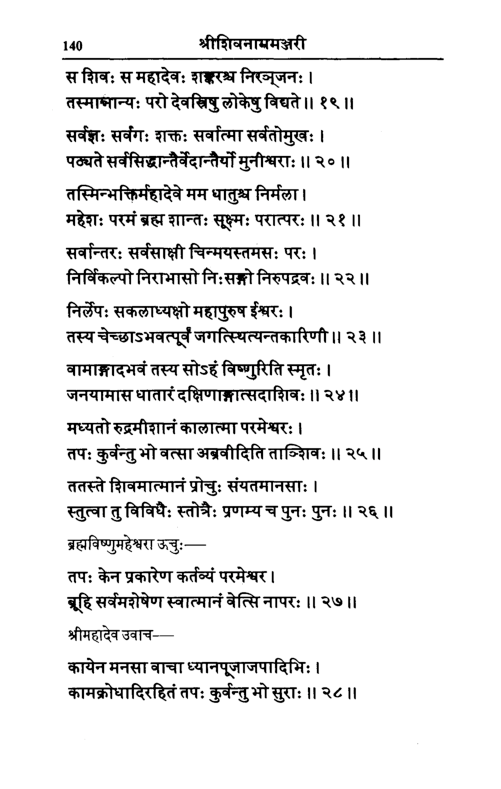 140
श्रीशिवनाममञ्जरी
स शिवः स महादेवः शङ्करश्च निरञ्जनः ।
तस्मान्नान्यः परो देवस्त्रिषु लोकेषु विद्यते ॥ १९ ॥
सर्वज्ञः सर्वगः शक्तः सर्वात्मा सर्वतोमुखः ।
पठ्यते सर्वसिद्धान्तैर्वेदान्तैर्यो मुनीश्वराः ॥ २० ॥
तस्मिन्भक्तिर्महादेवे मम धातुश्च निर्मला ।
महेशः परमं ब्रह्म शान्तः सूक्ष्मः परात्परः ॥ २१ ॥
सर्वान्तरः सर्वसाक्षी चिन्मयस्तमसः परः ।
निर्विकल्पो निराभासो निःसङ्गो निरुपद्रवः ॥ २२ ॥
निर्लेपः सकलाध्यक्षो महापुरुष ईश्वरः ।
तस्य चेच्छाऽभवत्पूर्वं जगत्स्थित्यन्तकारिणी ॥ २३ ॥
वामाङ्गादभवं तस्य सोऽहं विष्णुरिति स्मृतः ।
जनयामास धातारं दक्षिणाङ्गात्सदाशिवः ॥ २४॥
मध्यतो रुद्रमीशानं कालात्मा परमेश्वरः ।
तपः कुर्वन्तु भो वत्सा अब्रवीदिति ताञ्शिवः ॥ २५ ॥
ततस्ते शिवमात्मानं प्रोचुः संयतमानसाः ।
स्तुत्वा तु विविधैः स्तोत्रैः प्रणम्य च पुनः पुनः ॥ २६ ॥
ब्रह्मविष्णुमहेश्वरा ऊचुः—
तपः केन प्रकारेण कर्तव्यं परमेश्वर ।
ब्रूहि सर्वमशेषेण स्वात्मानं वेत्सि नापरः ॥ २७ ॥
श्रीमहादेव उवाच—
कायेन मनसा वाचा ध्यानपूजाजपादिभिः ।
कामक्रोधादिरहितं तपः कुर्वन्तु भो सुराः ॥ २८ ॥